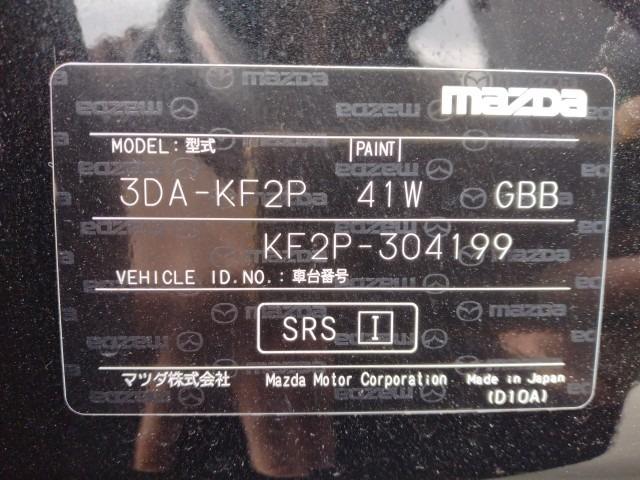 mazda
MODEL：型式 PAINT
3DA-KF2P 41W GBB
KF2P-304199
VEHICLE ID.NO.：車台番号
SRS I
マツダ株式会社 Mazda Motor Corporation Made in Japan
(D10A)